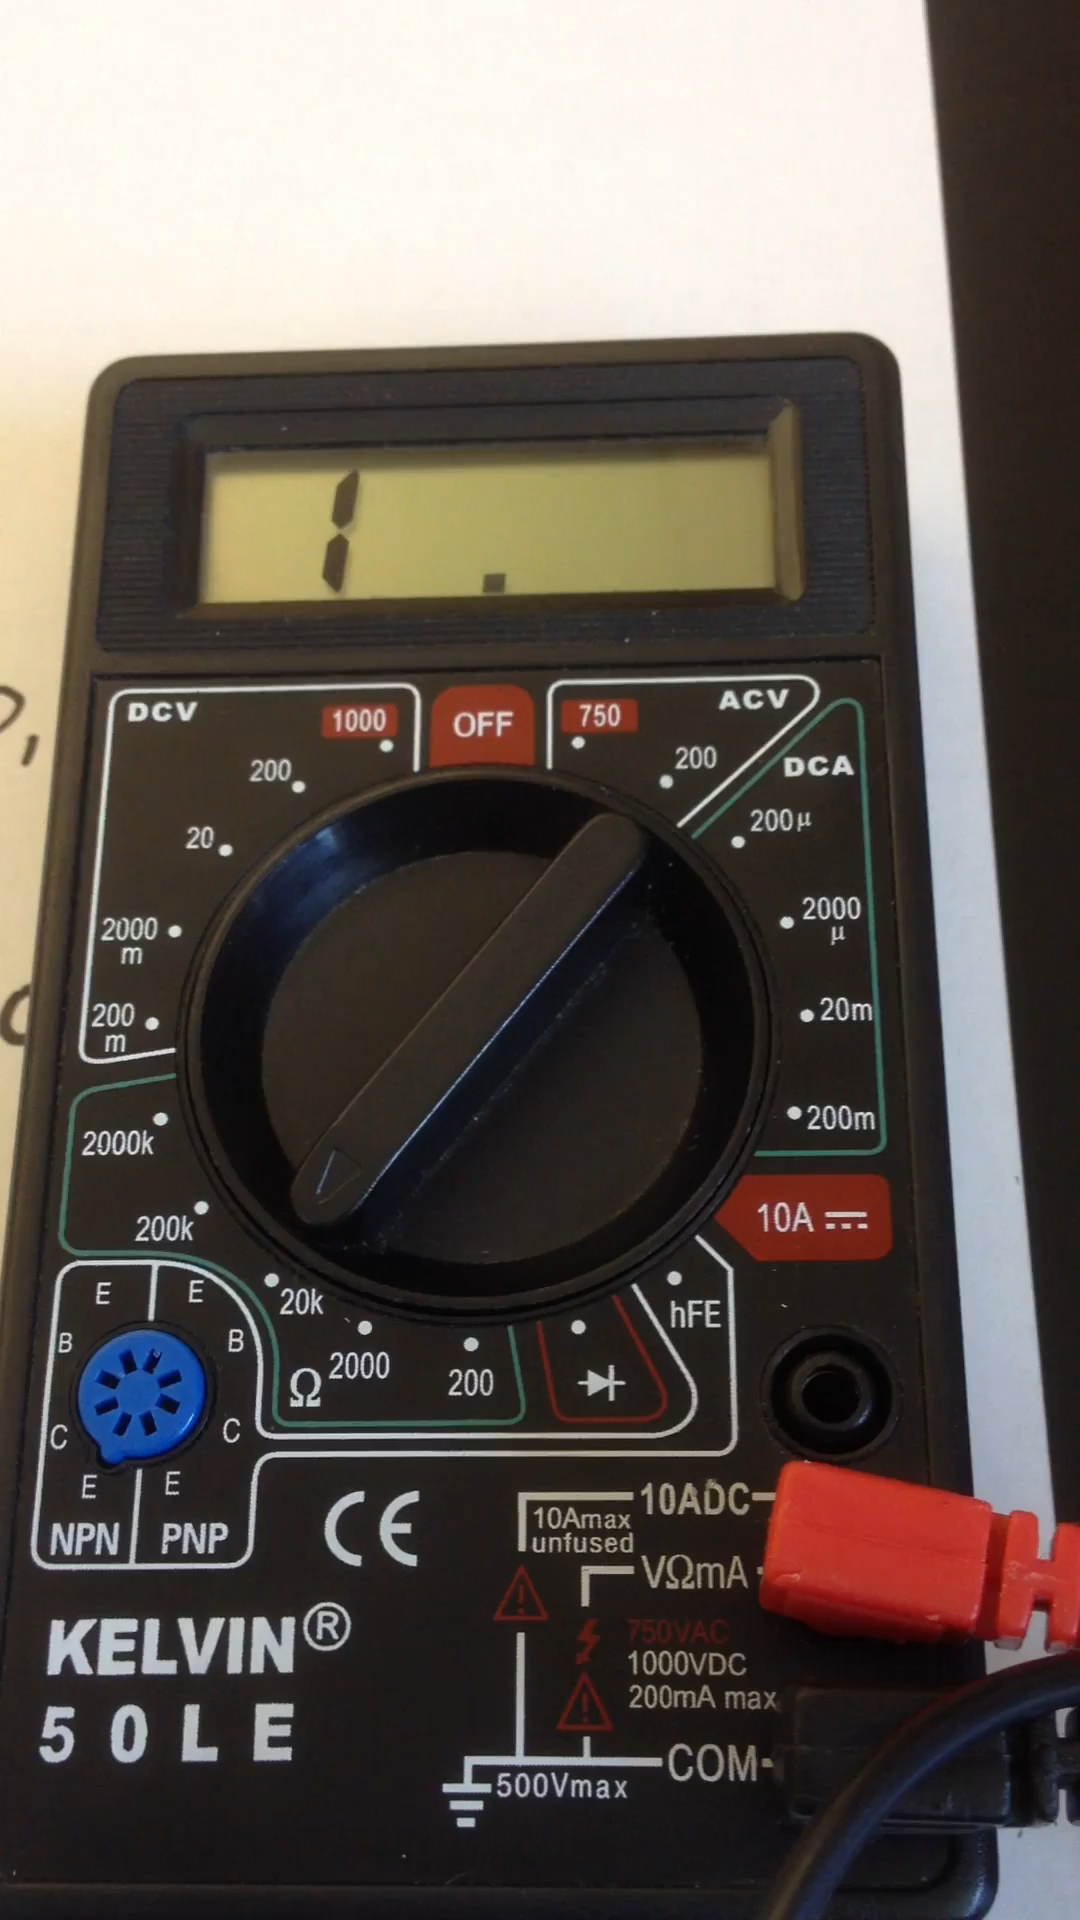 1 .
DCV
1000
OFF
750
ACV
200
200
DCA
20
200µ
2000
m
2000
µ
200
m
20m
2000k
200m
200k
10A
20k
hFE
Ω
2000
200
E
E
B
B
C
C
E
E
NPN
PNP
CE
10ADC
10Amax
unfused
VΩmA
750VAC
1000VDC
200mA max
COM
500Vmax
KELVIN®
50LE